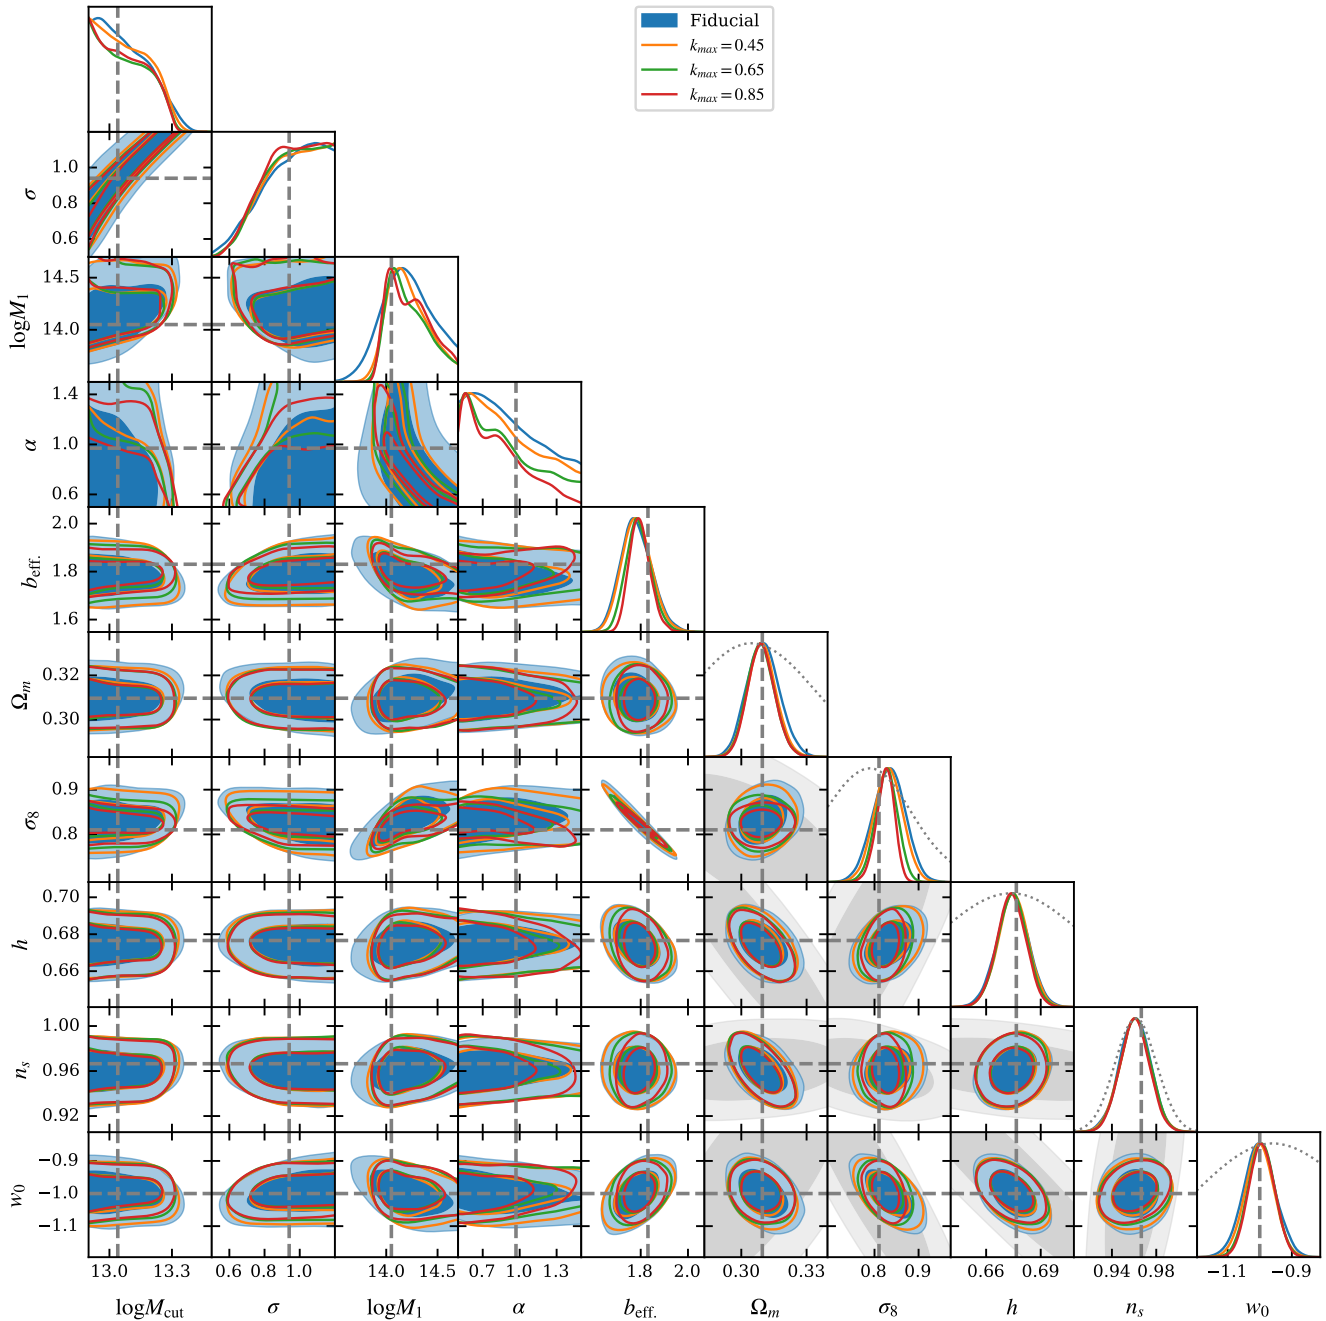 Fiducial
k_max = 0.45
k_max = 0.65
k_max = 0.85
1.0
0.8
0.6
σ
14.5
14.0
logM_1
1.4
1.0
0.6
α
2.0
1.8
1.6
b_eff.
0.32
0.30
Ω_m
0.9
0.8
σ_8
0.70
0.68
0.66
h
1.00
0.96
0.92
n_s
−0.9
−1.0
−1.1
w_0
13.0 13.3 0.6 0.8 1.0 14.0 14.5 0.7 1.0 1.3 1.8 2.0 0.30 0.33 0.8 0.9 0.66 0.69 0.94 0.98 −1.1 −0.9
logM_cut σ logM_1 α b_eff. Ω_m σ_8 h n_s w_0